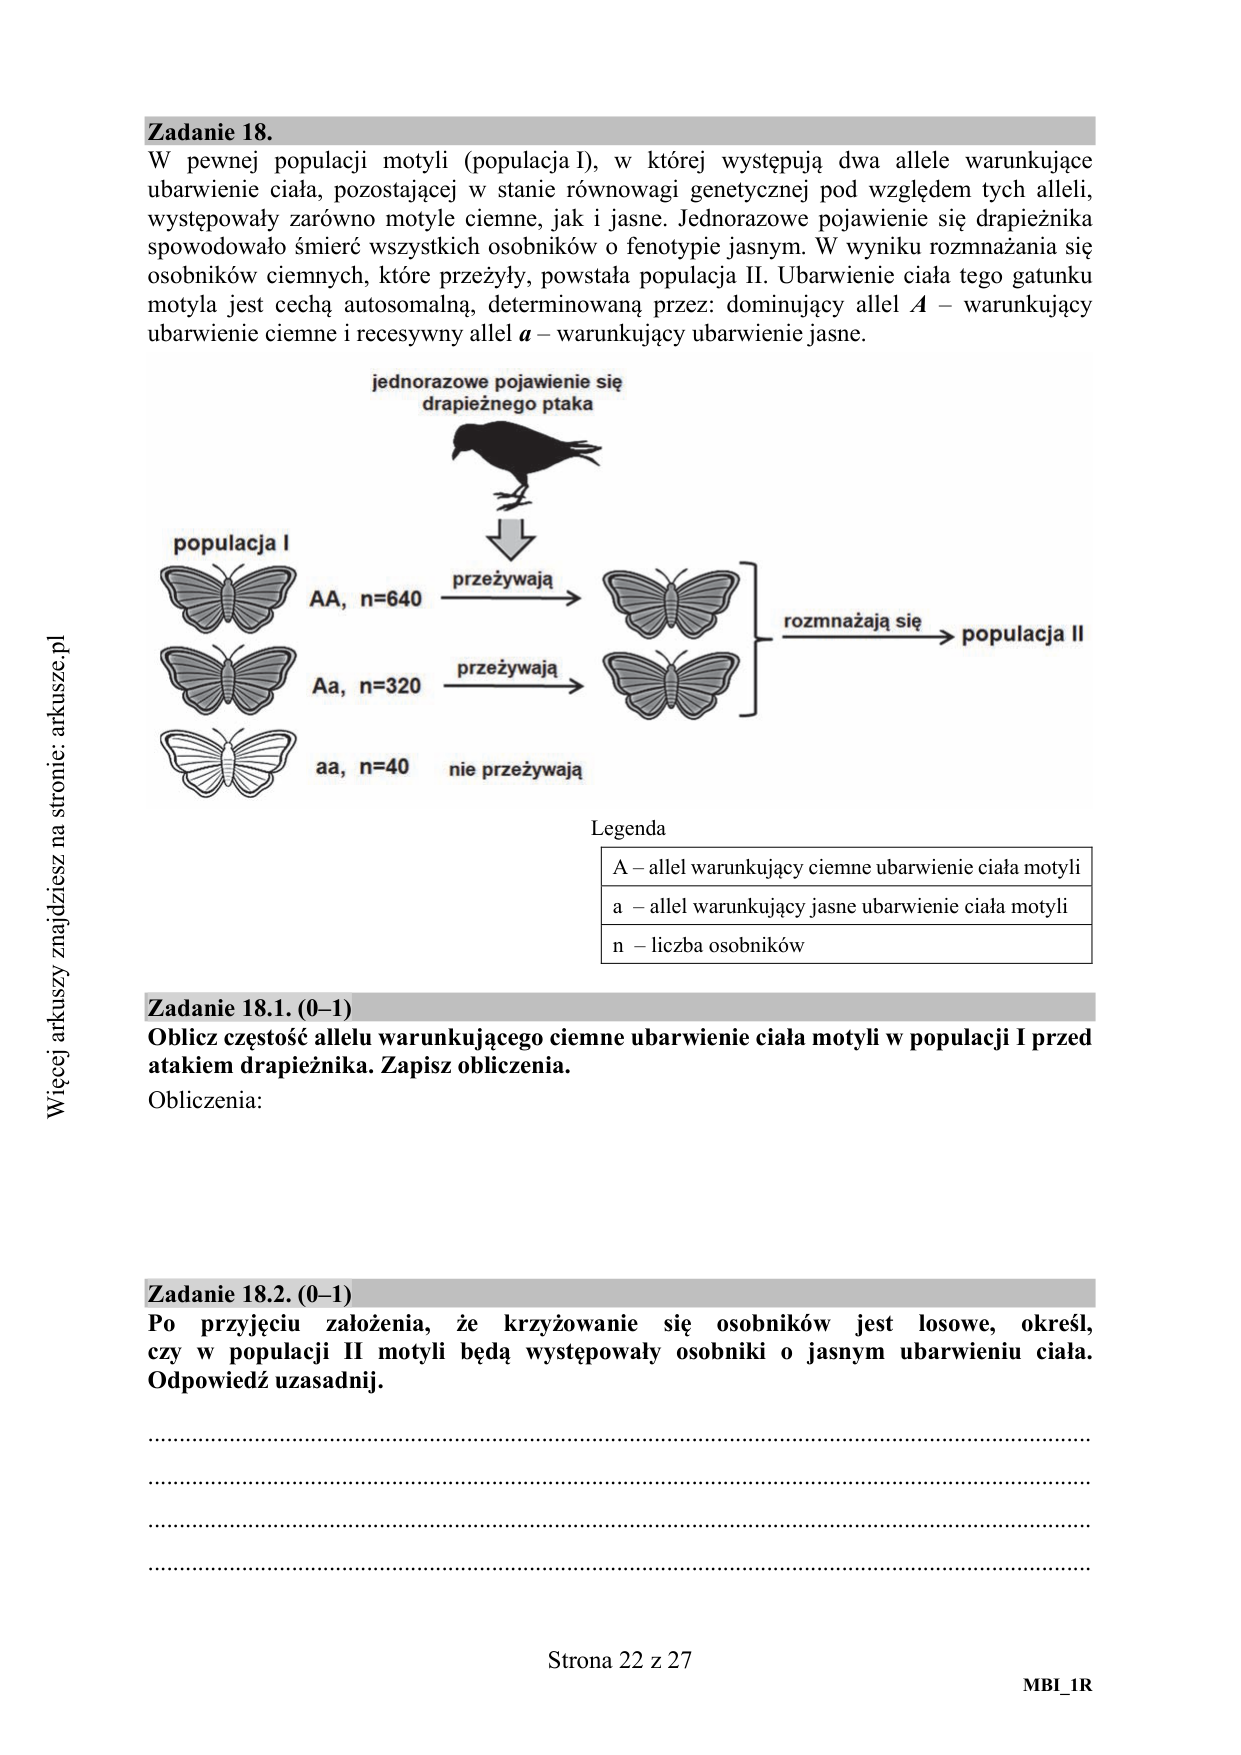 Zadanie 18.
W pewnej populacji motyli (populacja I), w której występują dwa allele warunkujące
ubarwienie ciała, pozostającej w stanie równowagi genetycznej pod względem tych alleli,
występowały zarówno motyle ciemne, jak i jasne. Jednorazowe pojawienie się drapieżnika
spowodowało śmierć wszystkich osobników o fenotypie jasnym. W wyniku rozmnażania się
osobników ciemnych, które przeżyły, powstała populacja II. Ubarwienie ciała tego gatunku
motyla jest cechą autosomalną, determinowaną przez: dominujący allel A – warunkujący
ubarwienie ciemne i recesywny allel a – warunkujący ubarwienie jasne.
jednorazowe pojawienie się
drapieżnego ptaka
populacja I
AA, n=640
przeżywają
Aa, n=320
przeżywają
aa, n=40
nie przeżywają
rozmnażają się
populacja II
Legenda
A – allel warunkujący ciemne ubarwienie ciała motyli
a – allel warunkujący jasne ubarwienie ciała motyli
n – liczba osobników
Zadanie 18.1. (0–1)
Oblicz częstość allelu warunkującego ciemne ubarwienie ciała motyli w populacji I przed
atakiem drapieżnika. Zapisz obliczenia.
Obliczenia:
Zadanie 18.2. (0–1)
Po przyjęciu założenia, że krzyżowanie się osobników jest losowe, określ,
czy w populacji II motyli będą występowały osobniki o jasnym ubarwieniu ciała.
Odpowiedź uzasadnij.
Strona 22 z 27
MBI_1R
Więcej arkuszy znajdziesz na stronie: arkusze.pl